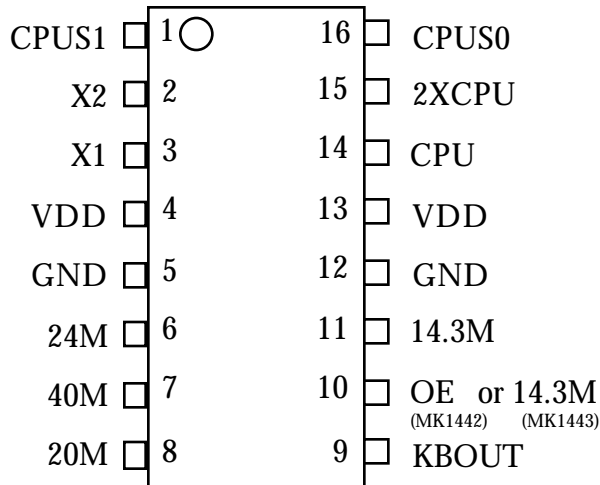 CPUS1 1 16 CPUS0
X2 2 15 2XCPU
X1 3 14 CPU
VDD 4 13 VDD
GND 5 12 GND
24M 6 11 14.3M
40M 7 10 OE or 14.3M
(MK1442) (MK1443)
20M 8 9 KBOUT